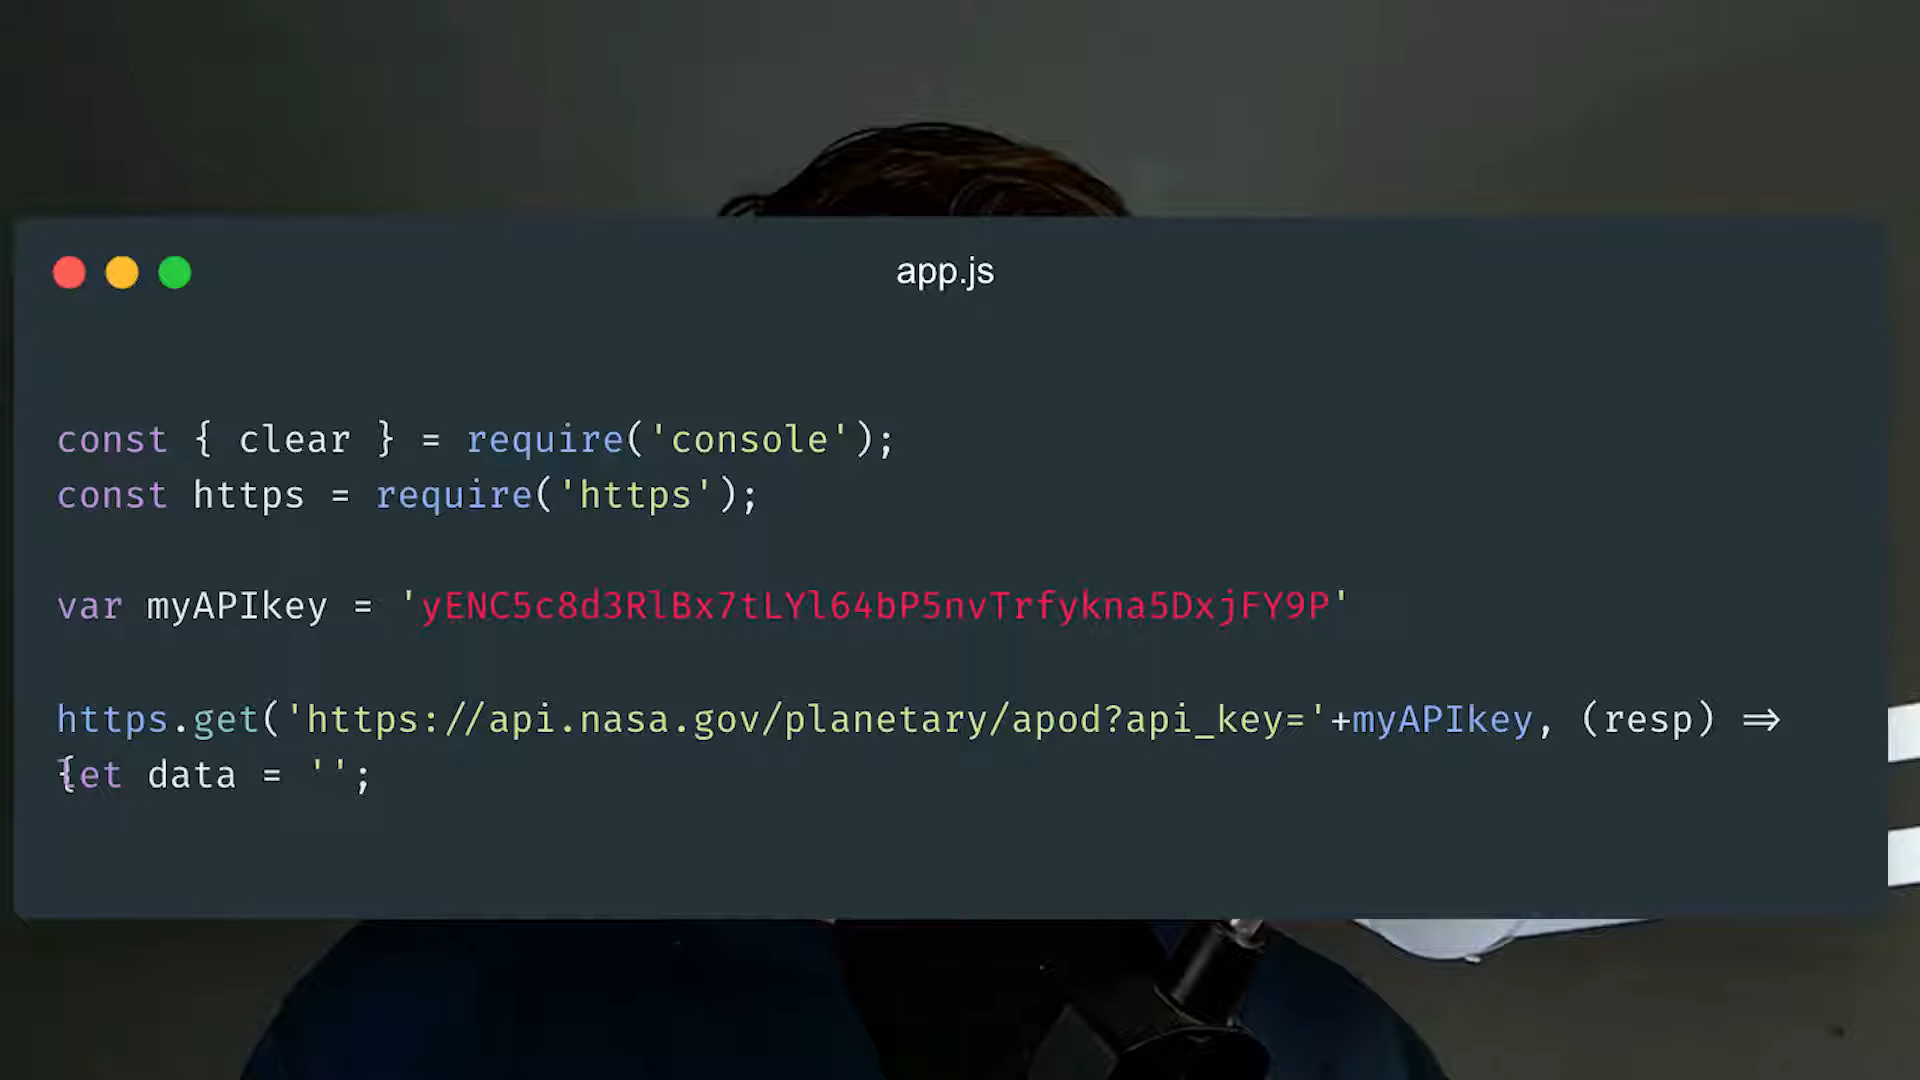 app.js
const { clear } = require('console');
const https = require('https');
var myAPIkey = 'yENC5c8d3RlBx7tLYl64bP5nvTrfykna5DxjFY9P'
https.get('https://api.nasa.gov/planetary/apod?api_key='+myAPIkey, (resp) =>
{let data = '';